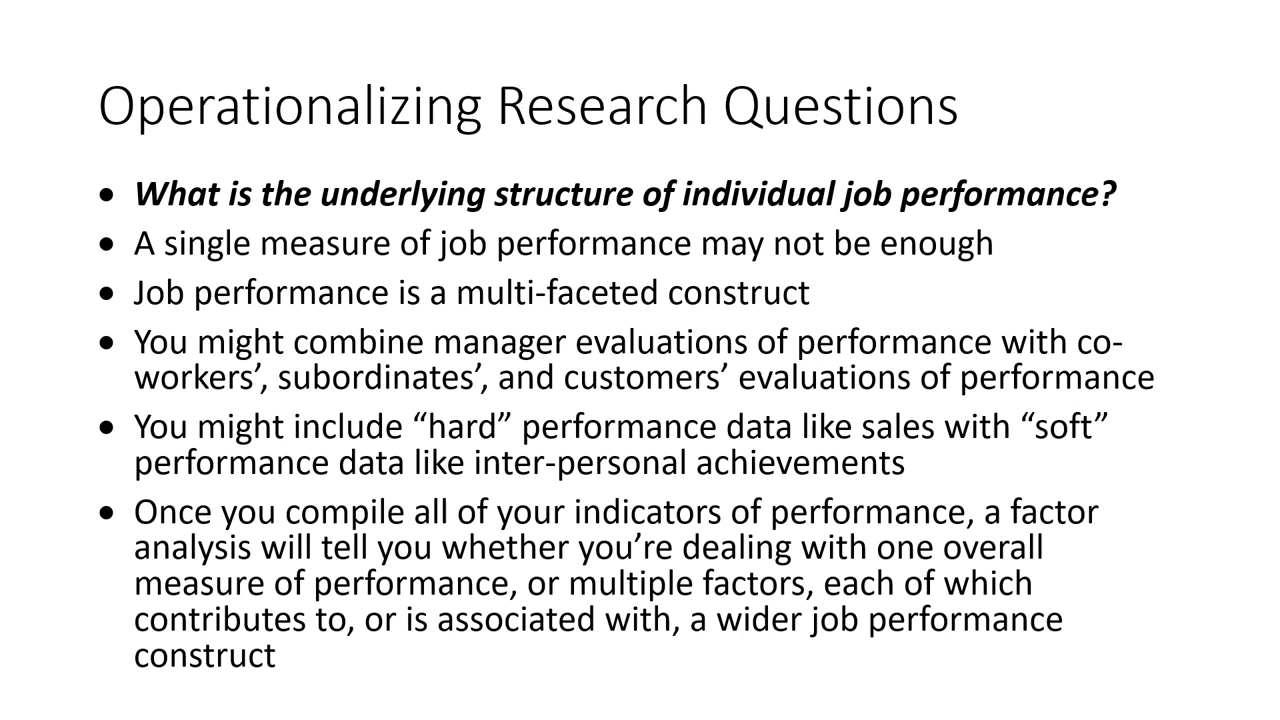 Operationalizing Research Questions
• What is the underlying structure of individual job performance?
• A single measure of job performance may not be enough
• Job performance is a multi-faceted construct
• You might combine manager evaluations of performance with co-
workers’, subordinates’, and customers’ evaluations of performance
• You might include “hard” performance data like sales with “soft”
performance data like inter-personal achievements
• Once you compile all of your indicators of performance, a factor
analysis will tell you whether you’re dealing with one overall
measure of performance, or multiple factors, each of which
contributes to, or is associated with, a wider job performance
construct